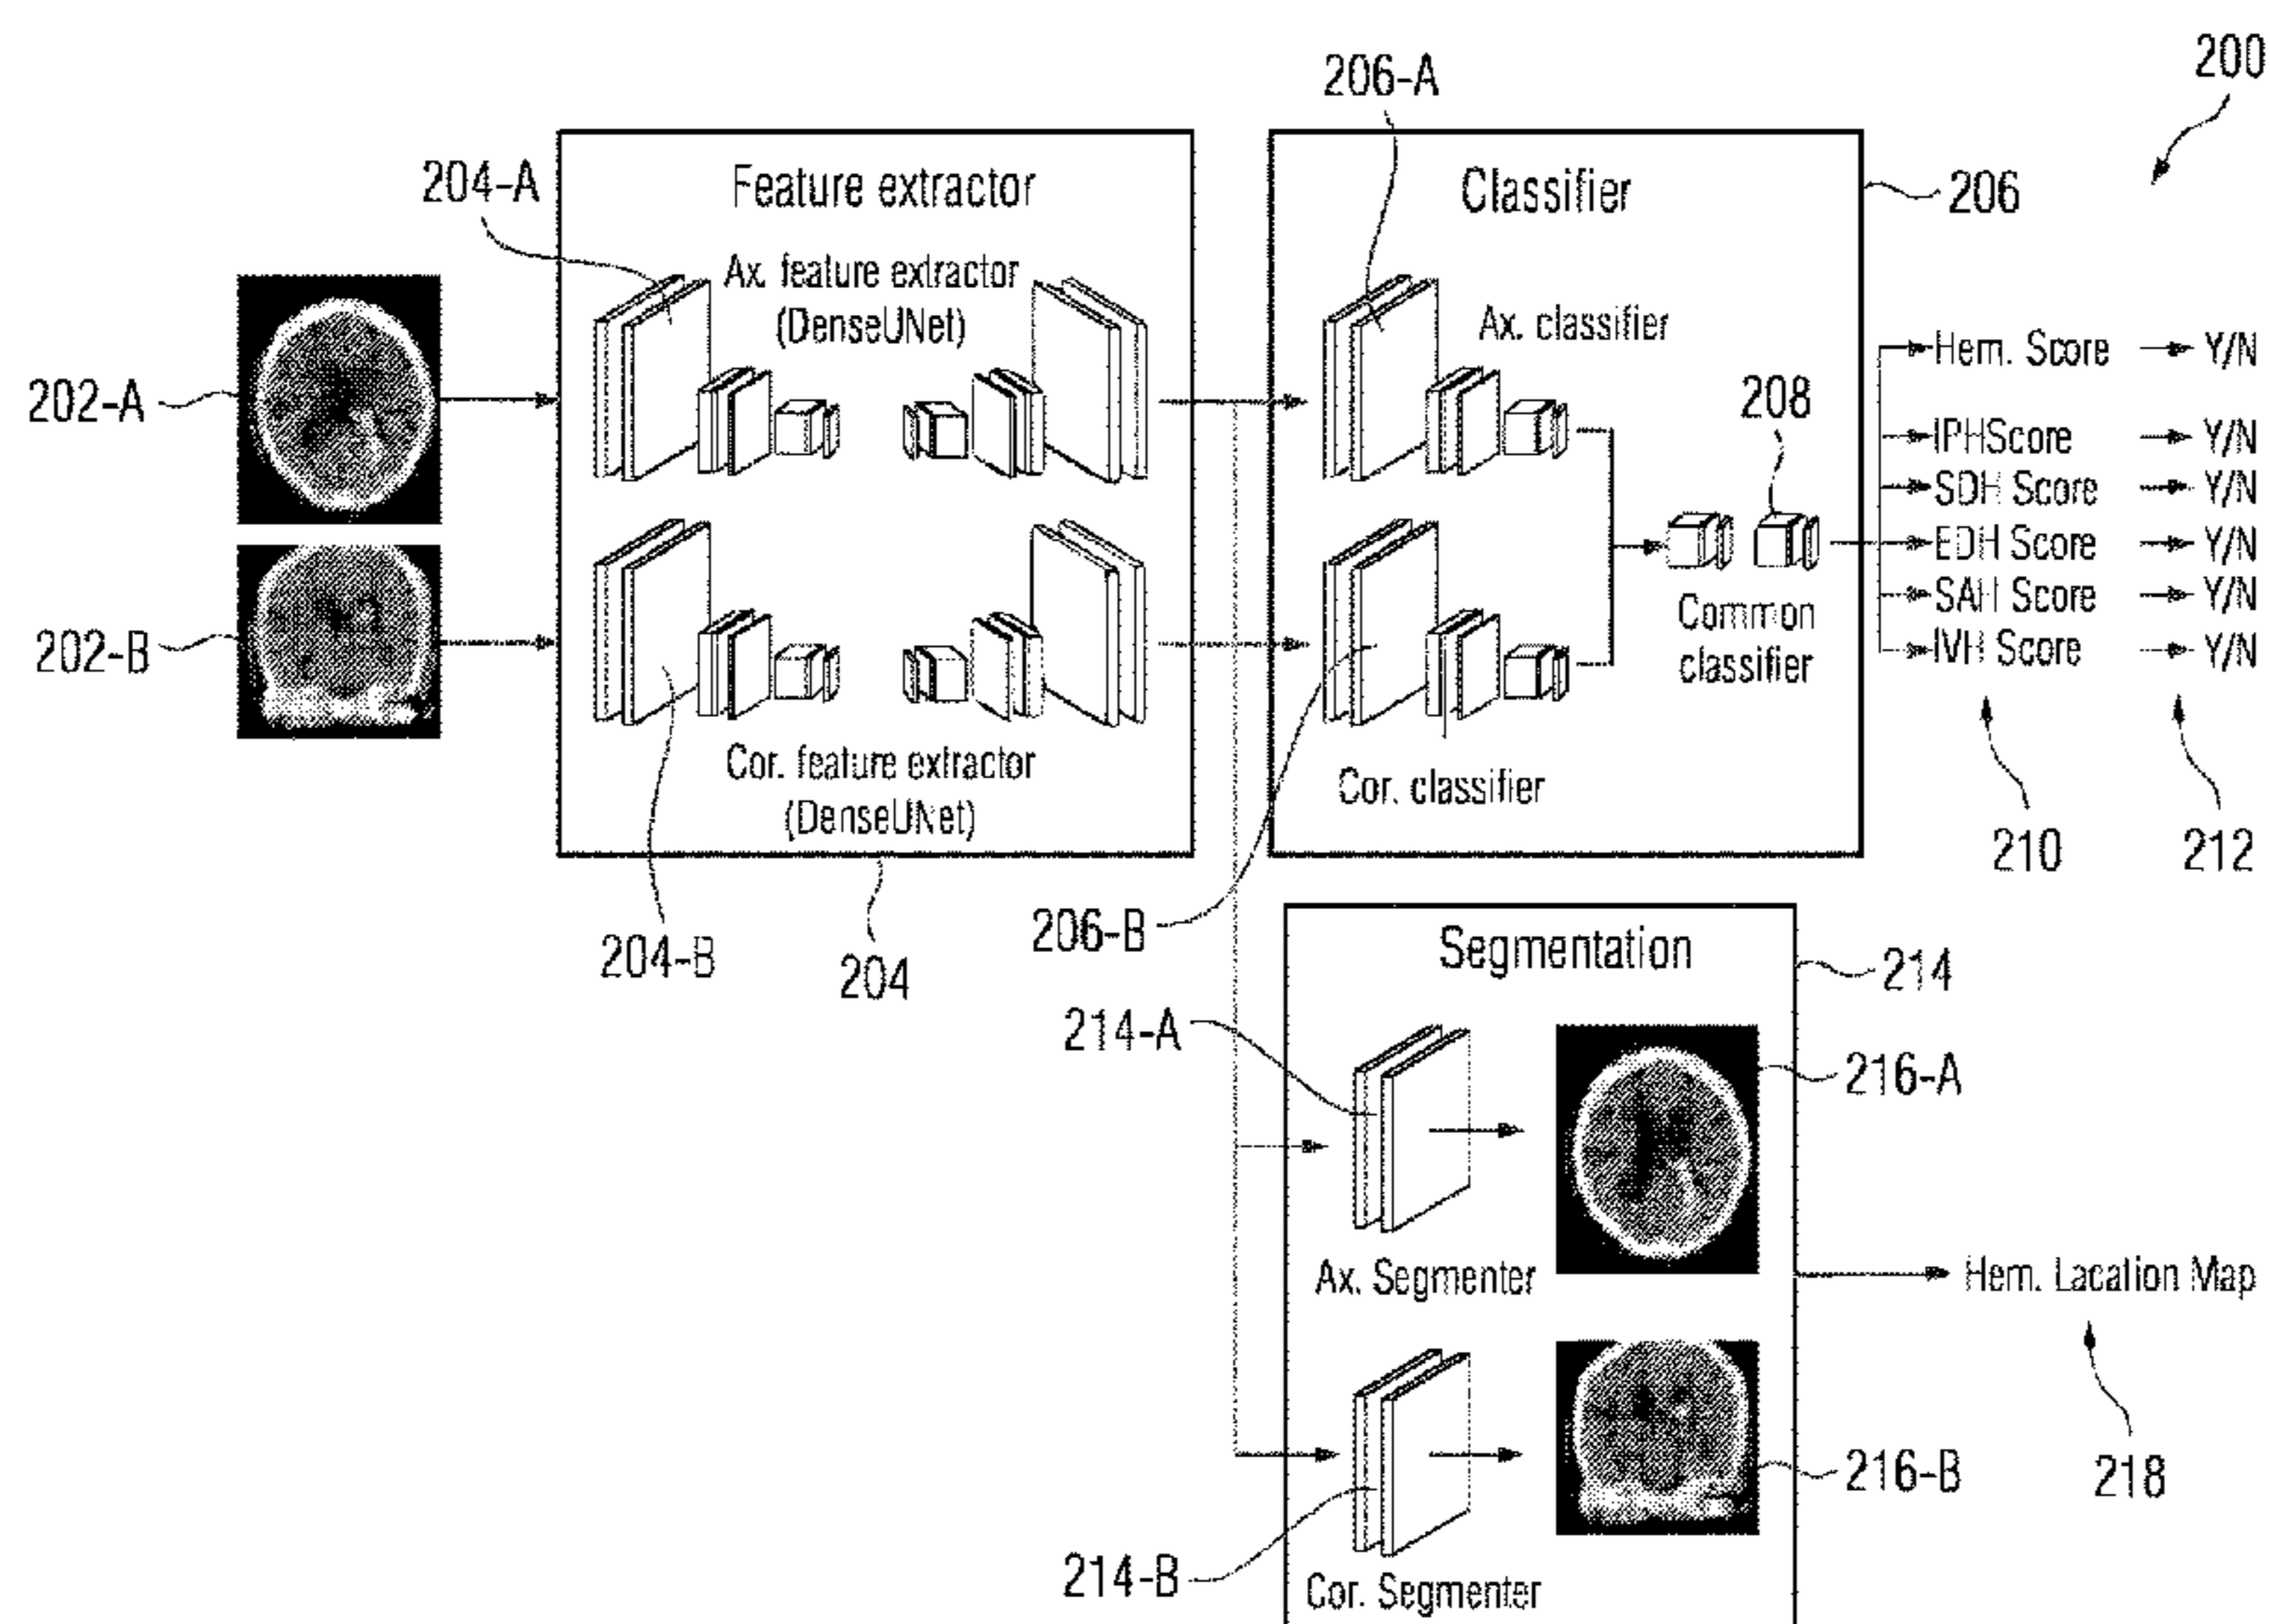 200
206-A
204-A
Feature extractor
Classifier
206
Ax. feature extractor
(DenseUNet)
Ax. classifier
202-A
208
Hem. Score Y/N
IPHScore Y/N
SDH Score Y/N
EDH Score Y/N
SAH Score Y/N
IVH Score Y/N
202-B
Common
classifier
Cor. feature extractor
(DenseUNet)
Cor. classifier
210
212
204-B
204
206-B
Segmentation
214
214-A
216-A
Ax. Segmenter
Hem. Lacation Map
216-B
218
214-B
Cor. Segmenter